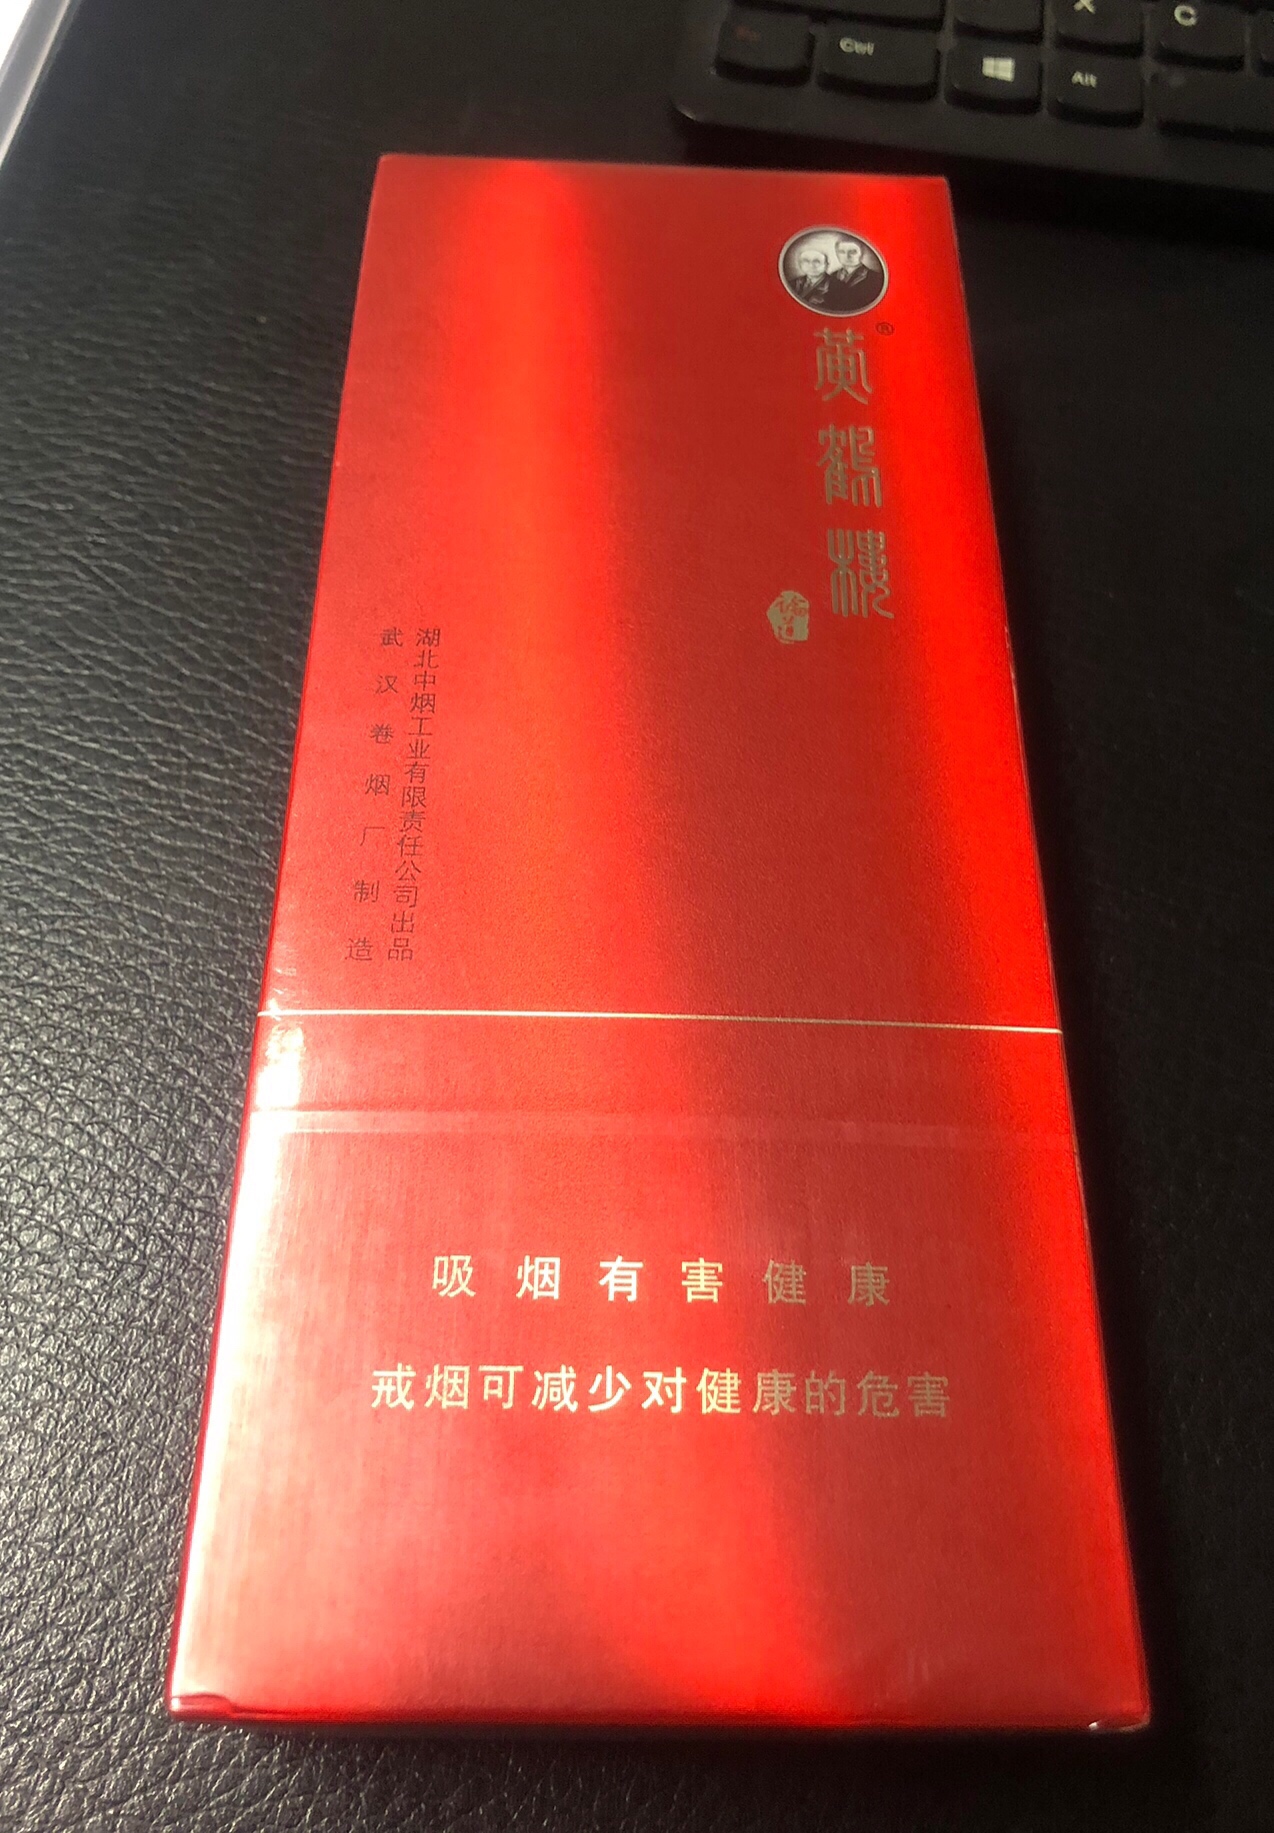 Ctrl
Alt
X
C
黄鹤楼
®
論道
湖北中烟工业有限责任公司出品
武汉卷烟厂制造
吸烟有害健康
戒烟可减少对健康的危害